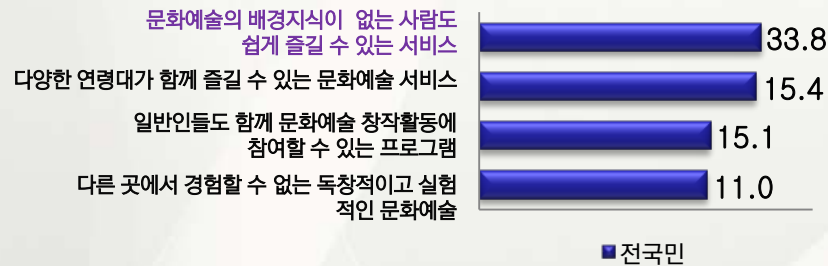 문화예술의 배경지식이 없는 사람도
쉽게 즐길 수 있는 서비스
33.8
다양한 연령대가 함께 즐길 수 있는 문화예술 서비스
15.4
일반인들도 함께 문화예술 창작활동에
참여할 수 있는 프로그램
15.1
다른 곳에서 경험할 수 없는 독창적이고 실험
적인 문화예술
11.0
전국민